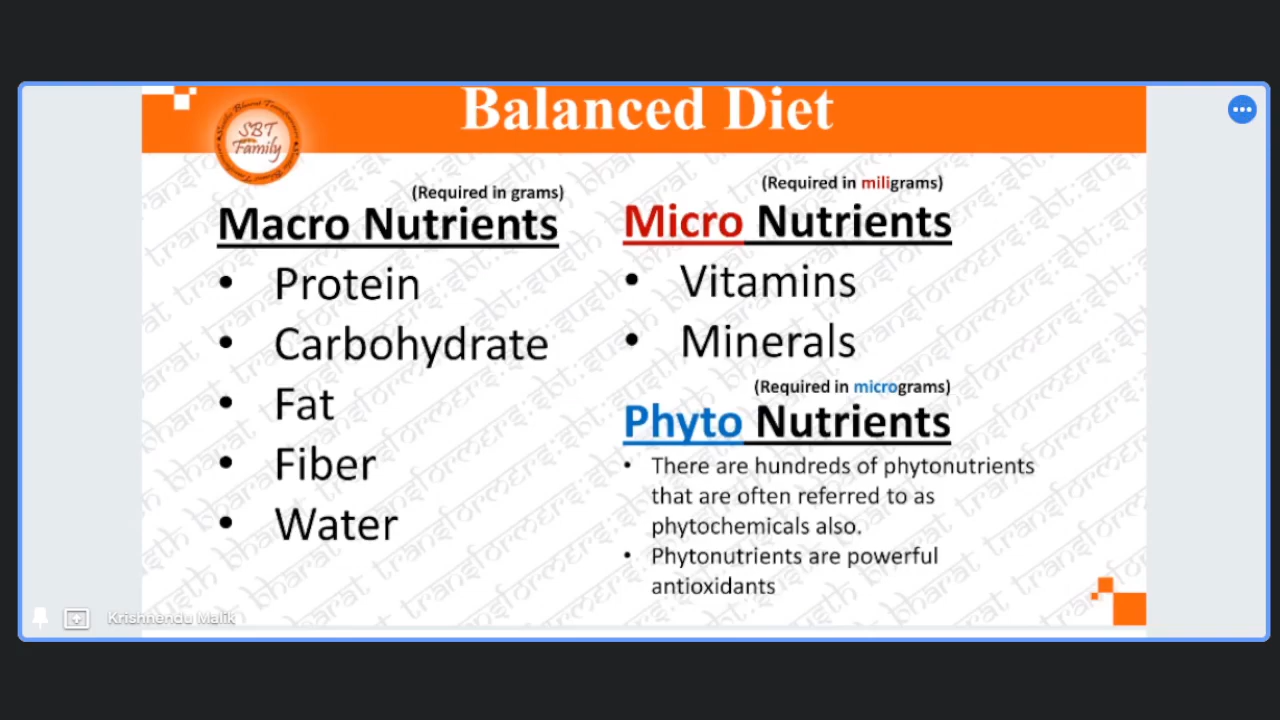 Balanced Diet
SBT
Family
(Required in grams)
Macro Nutrients
• Protein
• Carbohydrate
• Fat
• Fiber
• Water
(Required in miligrams)
Micro Nutrients
• Vitamins
• Minerals
(Required in micrograms)
Phyto Nutrients
• There are hundreds of phytonutrients
that are often referred to as
phytochemicals also.
• Phytonutrients are powerful
antioxidants
Krishnendu Malik